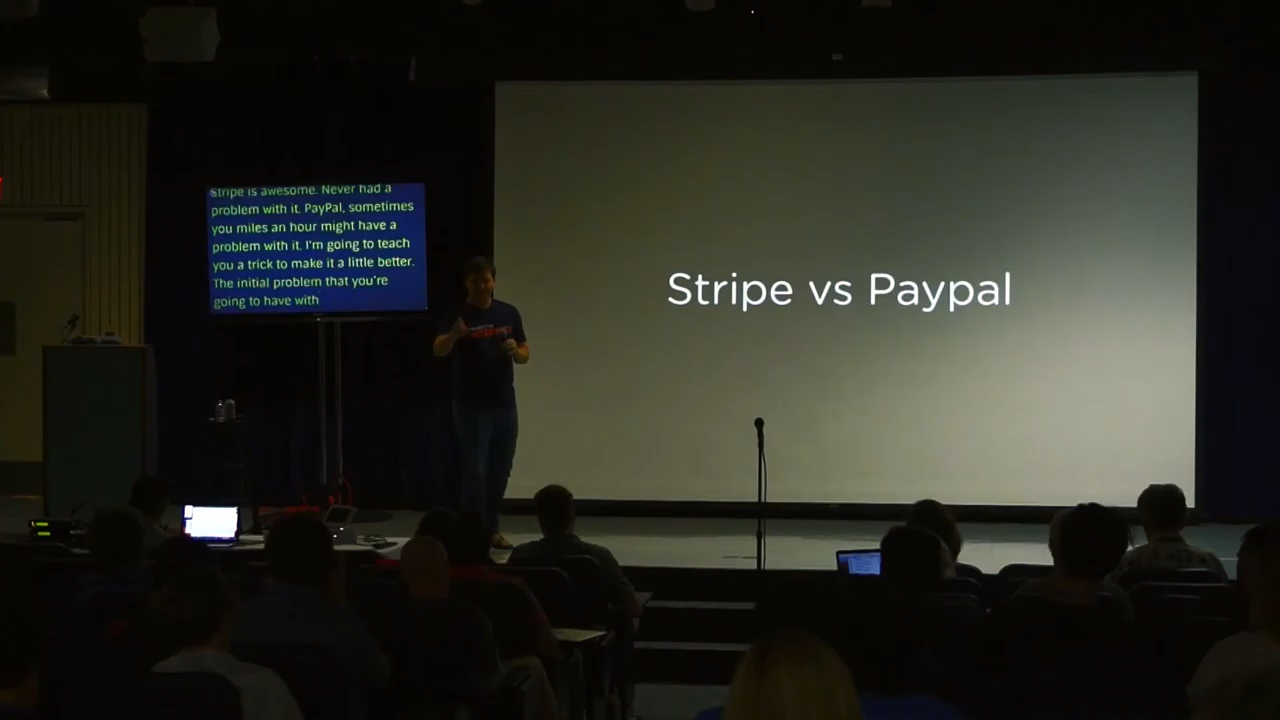 Stripe is awesome. Never had a
problem with it. PayPal, sometimes
you miles an hour might have a
problem with it. I'm going to teach
you a trick to make it a little better.
The initial problem that you're
going to have with
Stripe vs Paypal
INTERNET